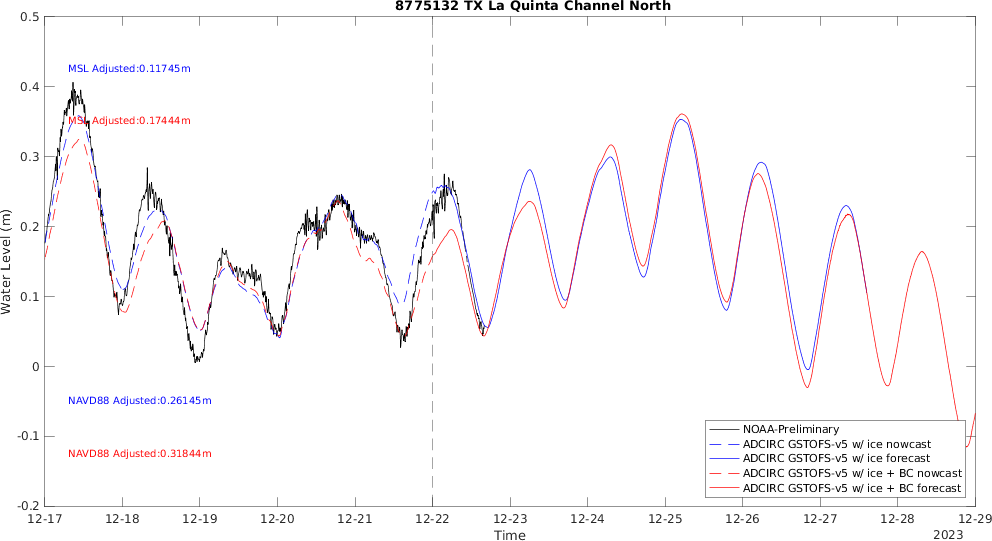 8775132 TX La Quinta Channel North
0.5
0.4
0.3
0.2
0.1
0
-0.1
-0.2
Water Level (m)
MSL Adjusted:0.11745m
MSL Adjusted:0.17444m
NAVD88 Adjusted:0.26145m
NAVD88 Adjusted:0.31844m
NOAA-Preliminary
ADCIRC GSTOFS-v5 w/ ice nowcast
ADCIRC GSTOFS-v5 w/ ice forecast
ADCIRC GSTOFS-v5 w/ ice + BC nowcast
ADCIRC GSTOFS-v5 w/ ice + BC forecast
12-17 12-18 12-19 12-20 12-21 12-22 12-23 12-24 12-25 12-26 12-27 12-28 12-29
Time
2023